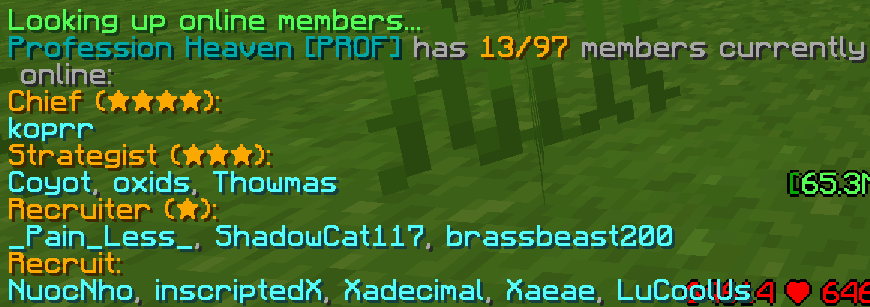 Looking up online members...
Profession Heaven [PROF] has 13/97 members currently
online:
Chief (★★★★):
koprr
Strategist (★★★):
Coyot, oxids, Thowmas
Recruiter (★):
_Pain_Less_, ShadowCat117, brassbeast200
Recruit:
NuocNho, inscriptedX, Xadecimal, Xaeae, LuCoolUs